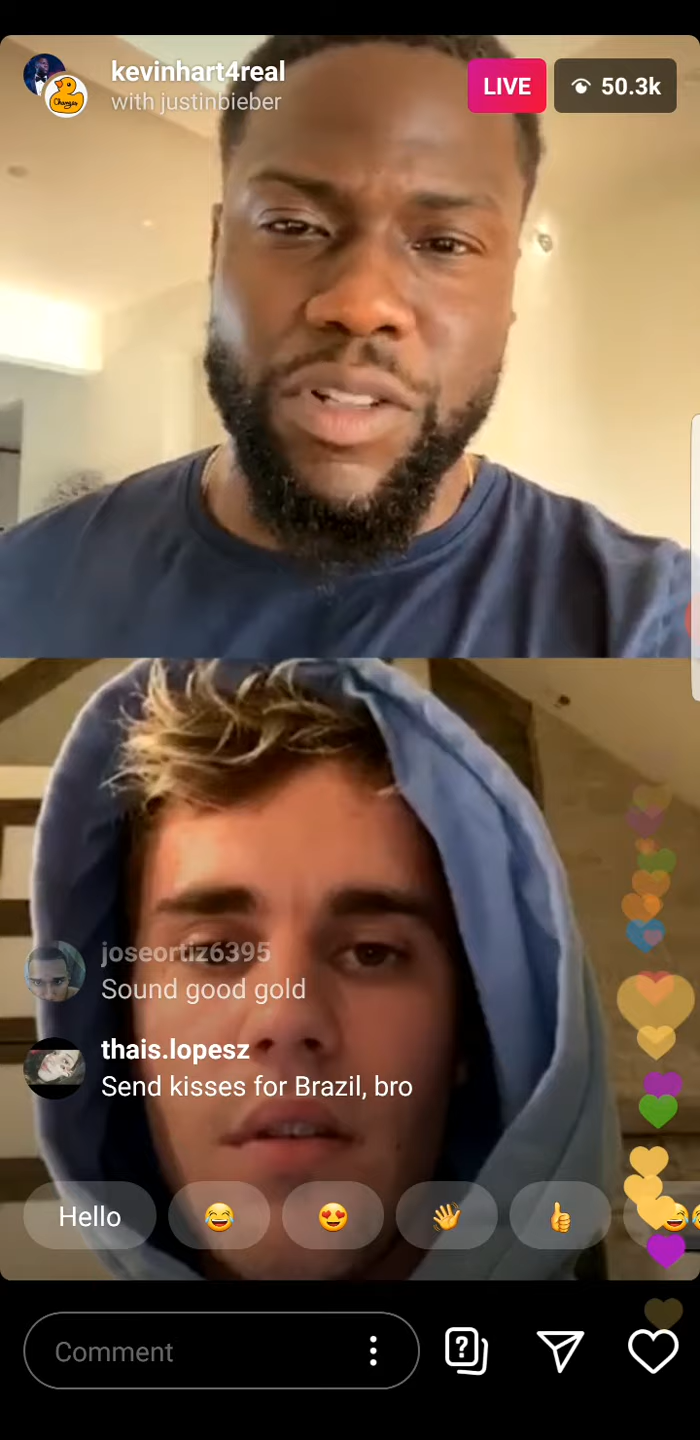 kevinhart4real
with justinbieber
LIVE
50.3k
Changes
joseortiz6395
Sound good gold
thais.lopesz
Send kisses for Brazil, bro
Hello
Comment